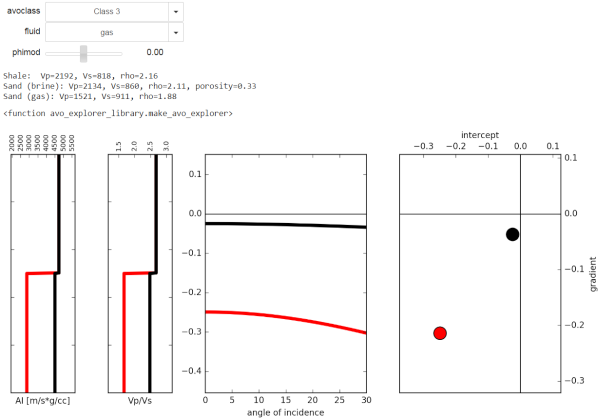 avoclass Class 3
fluid gas
phimod 0.00
Shale: Vp=2192, Vs=818, rho=2.16
Sand (brine): Vp=2134, Vs=860, rho=2.11, porosity=0.33
Sand (gas): Vp=1521, Vs=911, rho=1.88
<function avo_explorer_library.make_avo_explorer>
2000 2500 3000 3500 4000 4500 5000 5500
AI [m/s*g/cc]
1.5 2.0 2.5 3.0
Vp/Vs
0.1
0.0
−0.1
−0.2
−0.3
−0.4
0 5 10 15 20 25 30
angle of incidence
intercept
−0.3 −0.2 −0.1 0.0 0.1
0.1
0.0
−0.1
−0.2
−0.3
gradient